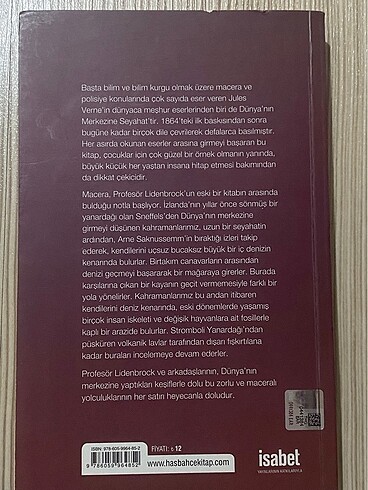 Başta bilim ve bilim kurgu olmak üzere macera ve
polisiye konularında çok sayıda eser veren Jules
Verne'in dünyaca meşhur eserlerinden biri de Dünya'nın
Merkezine Seyahat'tir. 1864'teki ilk baskısından sonra
bugüne kadar birçok dile çevrilerek defalarca basılmıştır.
Her asırda okunan eserler arasına girmeyi başaran bu
kitap, çocuklar için çok güzel bir örnek olmanın yanında,
büyük küçük her yaştan insana hitap etmesi bakımından
da dikkat çekicidir.
Macera, Profesör Lidenbrock'un eski bir kitabın arasında
bulduğu notla başlıyor. İzlanda'nın yıllar önce sönmüş bir
yanardağı olan Sneffels'den Dünya'nın merkezine
girmeyi düşünen kahramanlarımız, uzun bir seyahatin
ardından, Arne Saknussemm'in bıraktığı izleri takip
ederek, kendilerini uçsuz bucaksız büyük bir iç denizin
kenarında bulurlar. Birtakım canavarların arasından
denizi geçmeyi başararak bir mağaraya girerler. Burada
karşılarına çıkan bir kayanın geçit vermemesiyle farklı bir
yola yönelirler. Kahramanlarımız bu andan itibaren
kendilerini deniz kenarında, eski dönemlerde yaşamış
birçok insan iskeleti ve değişik hayvanlara ait fosillerle
kaplı bir arazide bulurlar. Stromboli Yanardağı'ndan
püsküren volkanik lavlar tarafından dışarı fışkırtılana
kadar buraları incelemeye devam ederler.
Profesör Lidenbrock ve arkadaşlarının, Dünya'nın
merkezine yaptıkları keşiflerle dolu bu zorlu ve maceralı
yolculuklarının her satırı heyecanla doludur.
ISBN: 978-605-9964-85-2
9 786059 964852
FİYATI: ₺ 12
www.hasbahcekitap.com
isabet